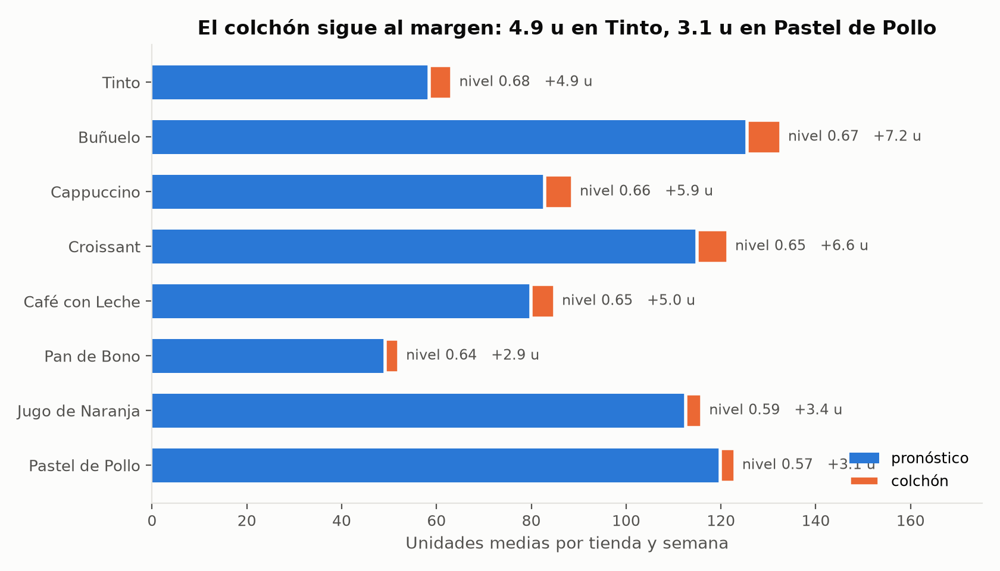 El colchón sigue al margen: 4.9 u en Tinto, 3.1 u en Pastel de Pollo
Tinto nivel 0.68 +4.9 u
Buñuelo nivel 0.67 +7.2 u
Cappuccino nivel 0.66 +5.9 u
Croissant nivel 0.65 +6.6 u
Café con Leche nivel 0.65 +5.0 u
Pan de Bono nivel 0.64 +2.9 u
Jugo de Naranja nivel 0.59 +3.4 u
Pastel de Pollo nivel 0.57 +3.1 u
pronóstico
colchón
0 20 40 60 80 100 120 140 160
Unidades medias por tienda y semana